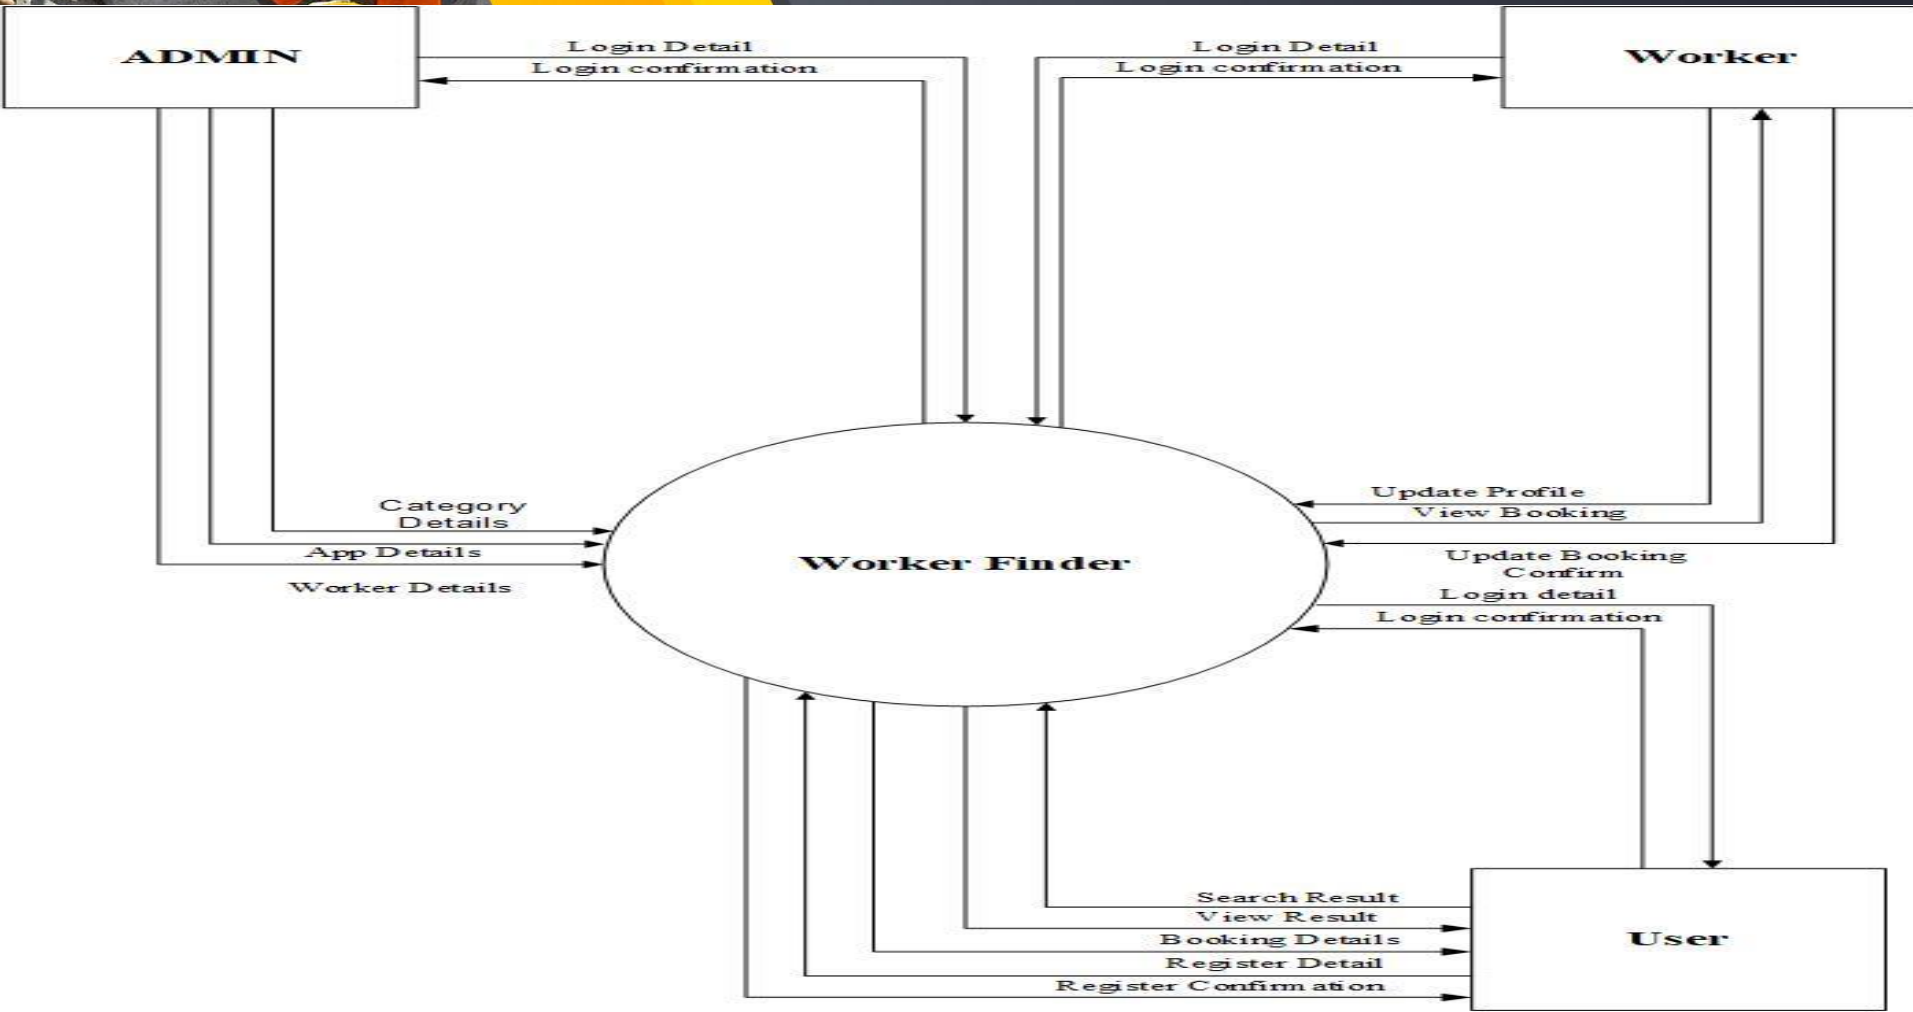 ADMIN
Login Detail
Login confirmation
Login Detail
Login confirmation
Worker
Category
Details
App Details
Worker Details
Worker Finder
Update Profile
View Booking
Update Booking
Confirm
Login detail
Login confirmation
Search Result
View Result
Booking Details
Register Detail
Register Confirmation
User